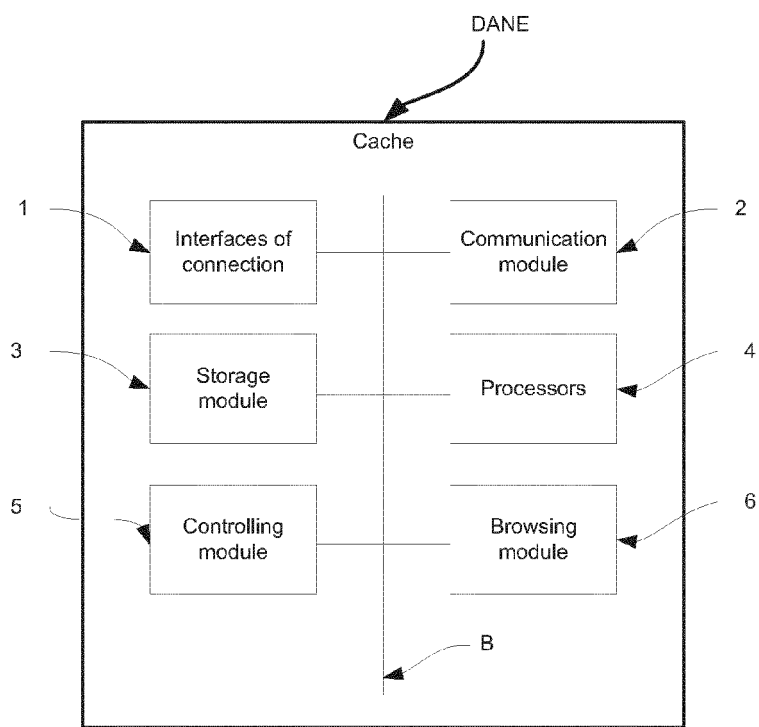 DANE
Cache
1
Interfaces of
connection
Communication
module
2
3
Storage
module
Processors
4
5
Controlling
module
Browsing
module
6
B